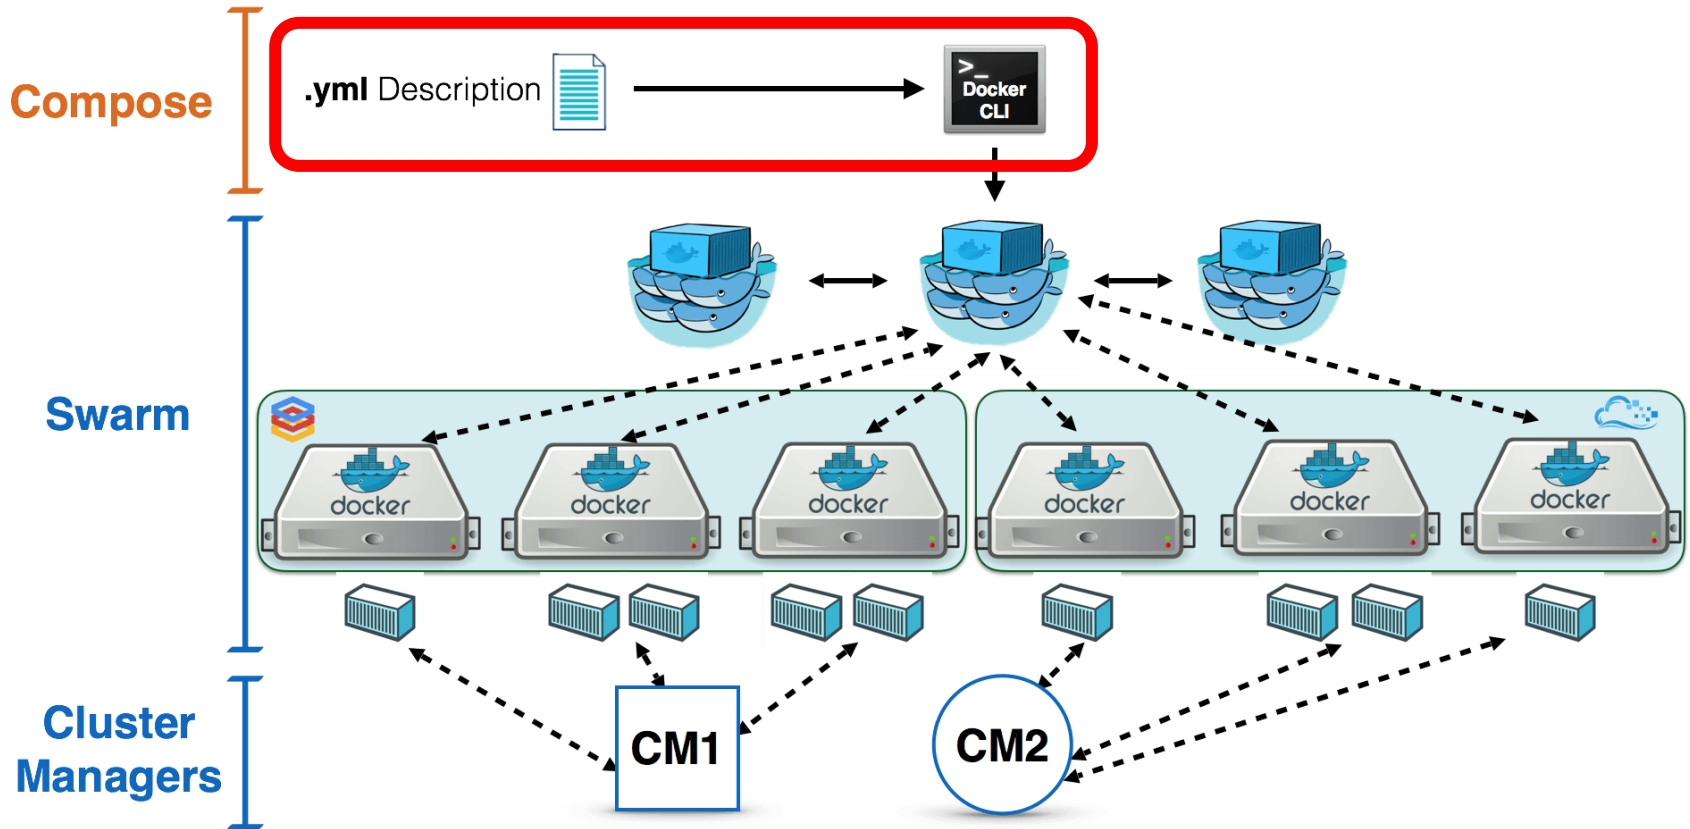 Compose
.yml Description
>_
Docker
CLI
Swarm
docker
docker
docker
docker
docker
docker
Cluster
Managers
CM1
CM2